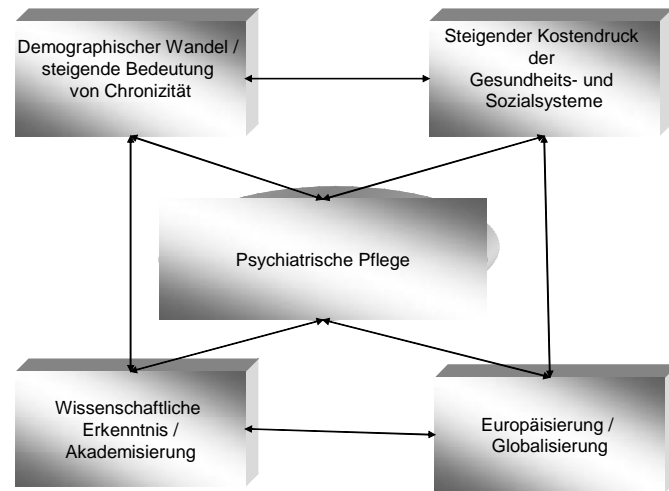 Demographischer Wandel /
steigende Bedeutung
von Chronizität
Steigender Kostendruck
der
Gesundheits- und
Sozialsysteme
Psychiatrische Pflege
Wissenschaftliche
Erkenntnis /
Akademisierung
Europäisierung /
Globalisierung